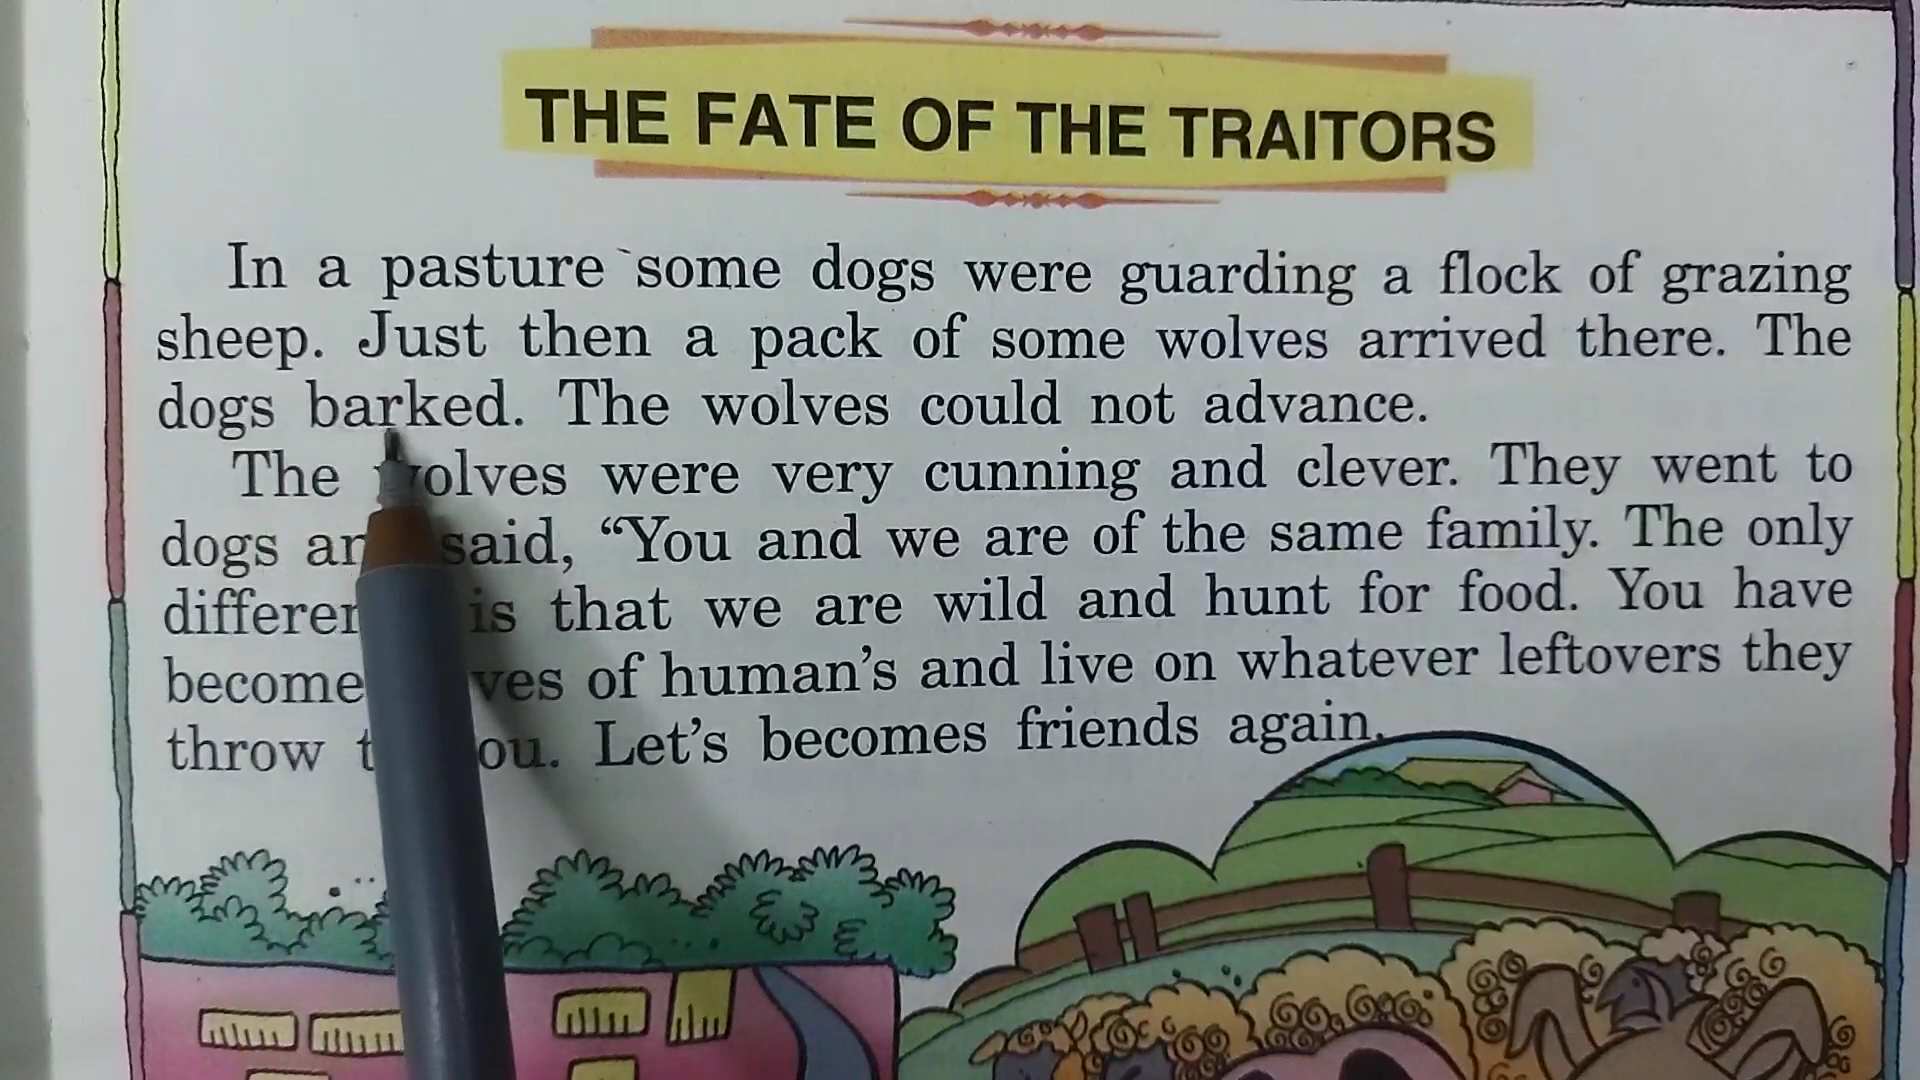 THE FATE OF THE TRAITORS
In a pasture some dogs were guarding a flock of grazing
sheep. Just then a pack of some wolves arrived there. The
dogs barked. The wolves could not advance.
The wolves were very cunning and clever. They went to
dogs said, “You and we are of the same family. The only
is that we are wild and hunt for food. You have
become of human’s and live on whatever leftovers they
throw Let’s becomes friends again.